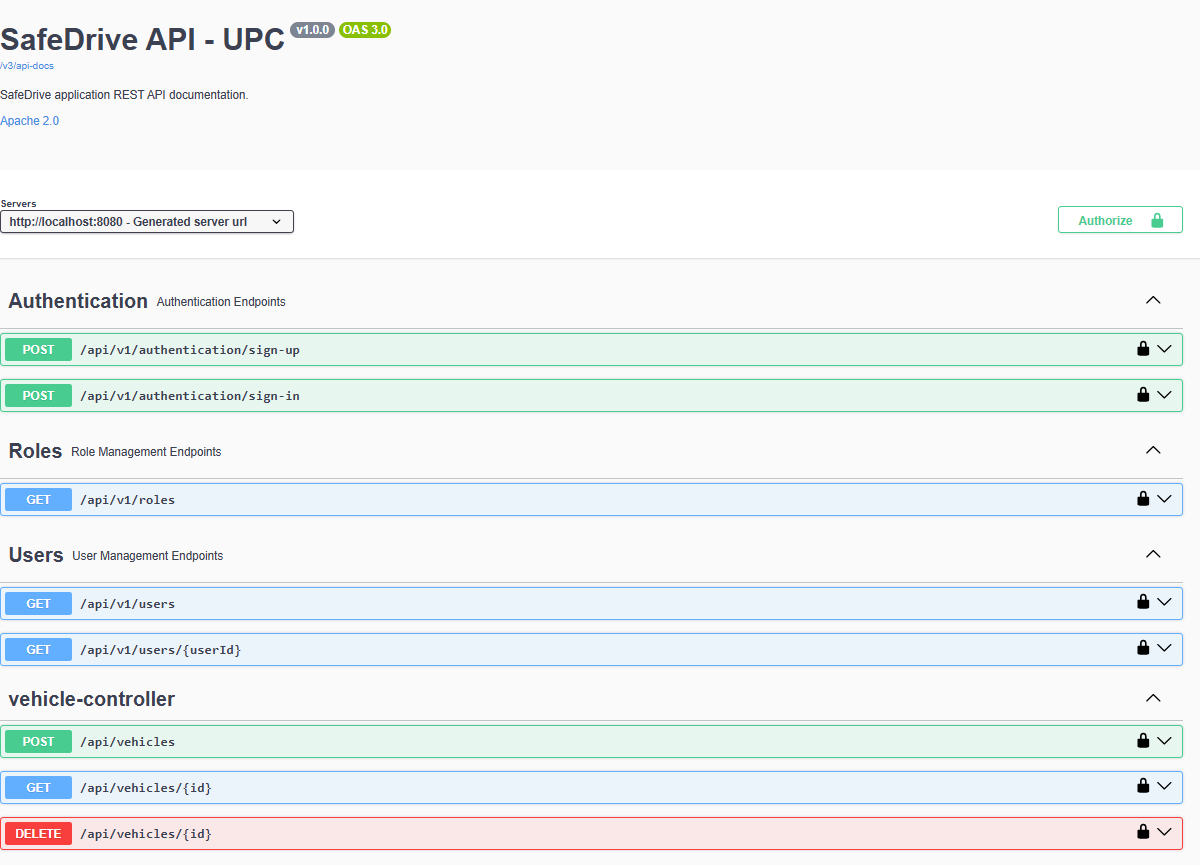 SafeDrive API - UPC v1.0.0 OAS 3.0
/v3/api-docs
SafeDrive application REST API documentation.
Apache 2.0
Servers
http://localhost:8080 - Generated server url
Authorize
Authentication Authentication Endpoints
POST /api/v1/authentication/sign-up
POST /api/v1/authentication/sign-in
Roles Role Management Endpoints
GET /api/v1/roles
Users User Management Endpoints
GET /api/v1/users
GET /api/v1/users/{userId}
vehicle-controller
POST /api/vehicles
GET /api/vehicles/{id}
DELETE /api/vehicles/{id}